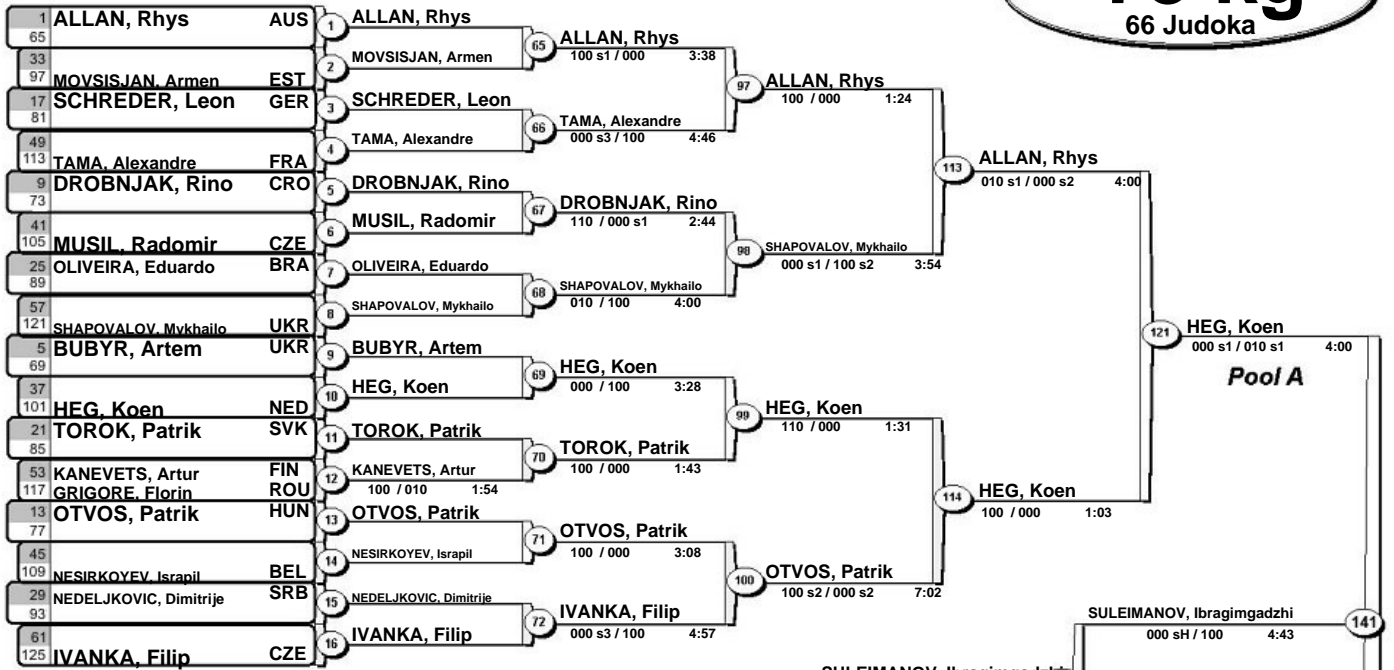 66 Judoka
1 ALLAN, Rhys AUS
65
33
97 MOVSISJAN, Armen EST
17 SCHREDER, Leon GER
81
49
113 TAMA, Alexandre FRA
9 DROBNJAK, Rino CRO
73
41
105 MUSIL, Radomir CZE
25 OLIVEIRA, Eduardo BRA
89
57
121 SHAPOVALOV, Mykhailo UKR
5 BUBYR, Artem UKR
69
37
101 HEG, Koen NED
21 TOROK, Patrik SVK
85
53 KANEVETS, Artur FIN
117 GRIGORE, Florin ROU
13 OTVOS, Patrik HUN
77
45
109 NESIRKOYEV, Israpil BEL
29 NEDELJKOVIC, Dimitrije SRB
93
61
125 IVANKA, Filip CZE
1 ALLAN, Rhys
2 MOVSISJAN, Armen
3 SCHREDER, Leon
4 TAMA, Alexandre
5 DROBNJAK, Rino
6 MUSIL, Radomir
7 OLIVEIRA, Eduardo
8 SHAPOVALOV, Mykhailo
9 BUBYR, Artem
10 HEG, Koen
11 TOROK, Patrik
12 KANEVETS, Artur
100 / 010 1:54
13 OTVOS, Patrik
14 NESIRKOYEV, Israpil
15 NEDELJKOVIC, Dimitrije
16 IVANKA, Filip
65 ALLAN, Rhys
100 s1 / 000 3:38
66 TAMA, Alexandre
000 s3 / 100 4:46
67 DROBNJAK, Rino
110 / 000 s1 2:44
68 SHAPOVALOV, Mykhailo
010 / 100 4:00
69 HEG, Koen
000 / 100 3:28
70 TOROK, Patrik
100 / 000 1:43
71 OTVOS, Patrik
100 / 000 3:08
72 IVANKA, Filip
000 s3 / 100 4:57
97 ALLAN, Rhys
100 / 000 1:24
98 SHAPOVALOV, Mykhailo
000 s1 / 100 s2 3:54
99 HEG, Koen
110 / 000 1:31
100 OTVOS, Patrik
100 s2 / 000 s2 7:02
113 ALLAN, Rhys
010 s1 / 000 s2 4:00
114 HEG, Koen
100 / 000 1:03
121 HEG, Koen
000 s1 / 010 s1 4:00
Pool A
SULEIMANOV, Ibragimgadzhi
000 sH / 100 4:43
141